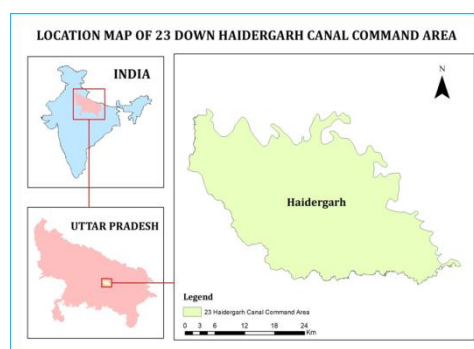 LOCATION MAP OF 23 DOWN HAIDERGARH CANAL COMMAND AREA
INDIA
N
UTTAR PRADESH
Haidergarh
Legend
23 Haidergarh Canal Command Area
0 3 6 12 18 24
Km